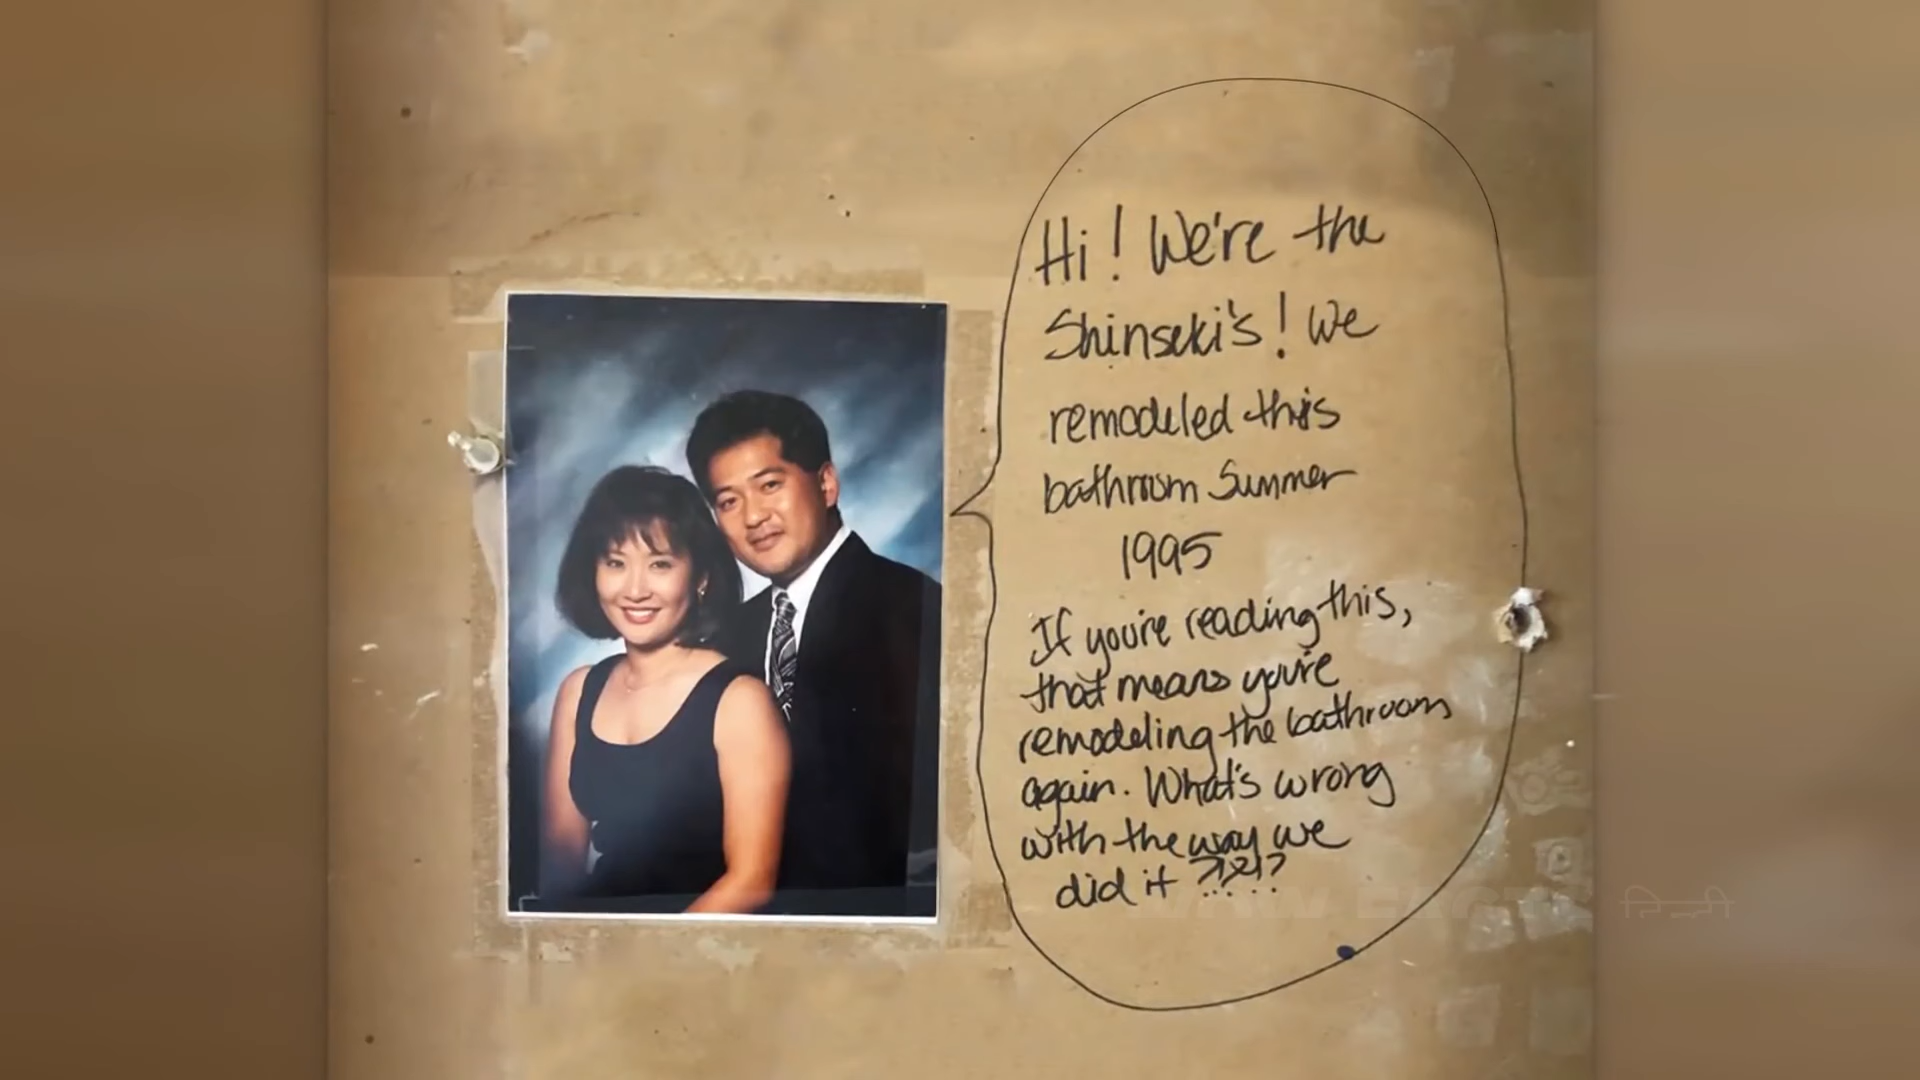 Hi! We're the
Shinseki's! We
remodeled this
bathroom Summer
1995
If you're reading this,
that means you're
remodeling the bathroom
again. What's wrong
with the way we
did it ????